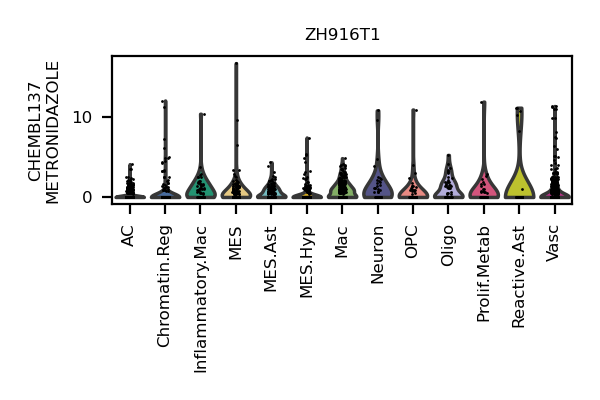 ZH916T1
CHEMBL137
METRONIDAZOLE
10
0
AC
Chromatin.Reg
Inflammatory.Mac
MES
MES.Ast
MES.Hyp
Mac
Neuron
OPC
Oligo
Prolif.Metab
Reactive.Ast
Vasc